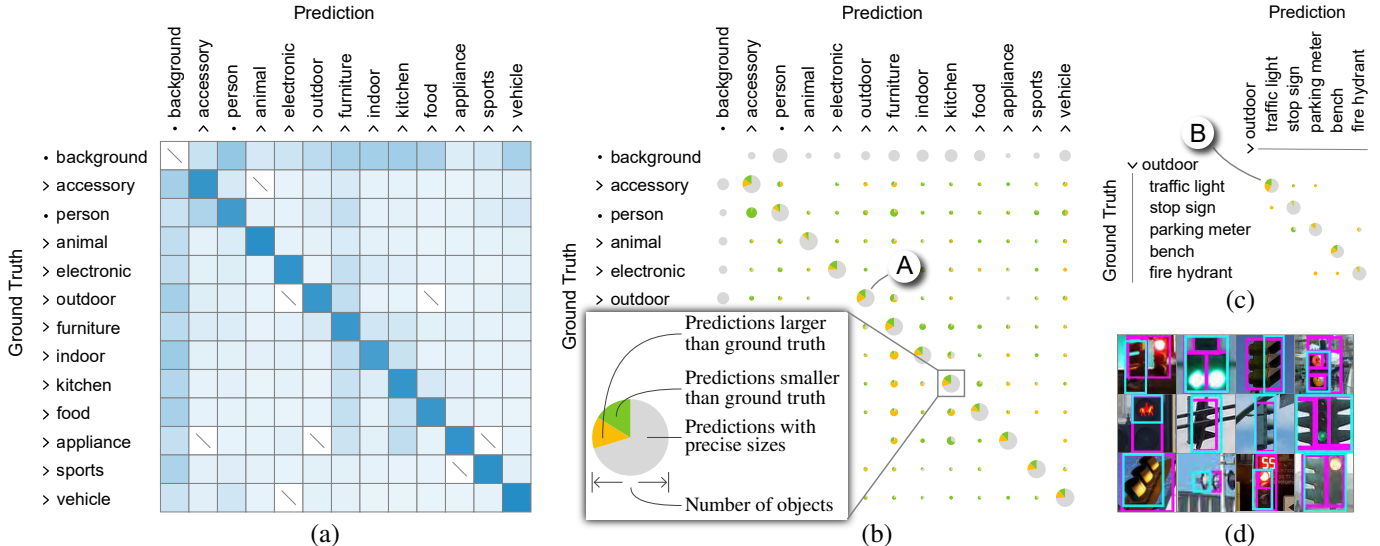 Prediction
• background
> accessory
• person
> animal
> electronic
> outdoor
> furniture
> indoor
> kitchen
> food
> appliance
> sports
> vehicle
Ground Truth
• background
> accessory
• person
> animal
> electronic
> outdoor
> furniture
> indoor
> kitchen
> food
> appliance
> sports
> vehicle
(a)
Prediction
• background
> accessory
• person
> animal
> electronic
> outdoor
> furniture
> indoor
> kitchen
> food
> appliance
> sports
> vehicle
Ground Truth
• background
> accessory
• person
> animal
> electronic
> outdoor
A
Predictions larger
than ground truth
Predictions smaller
than ground truth
Predictions with
precise sizes
Number of objects
(b)
Prediction
> outdoor
traffic light
stop sign
parking meter
bench
fire hydrant
B
Ground Truth
> outdoor
traffic light
stop sign
parking meter
bench
fire hydrant
(c)
55
(d)